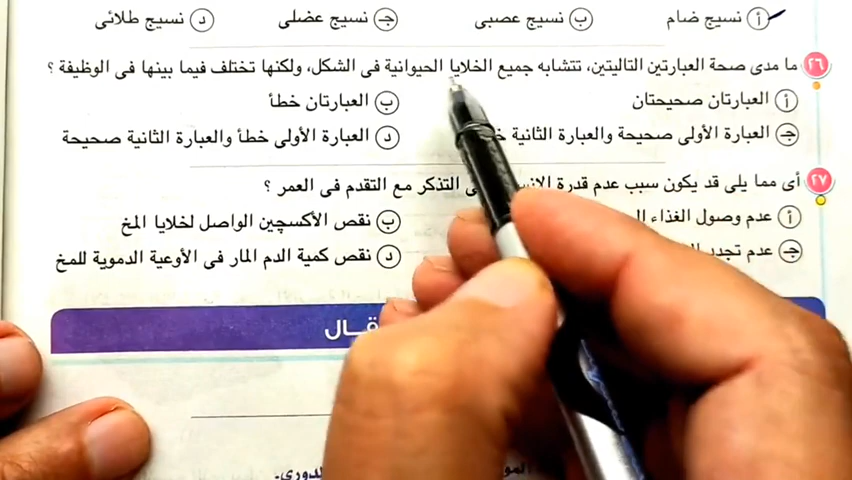 أ نسيج ضام ب نسيج عصبى ج نسيج عضلى د نسيج طلائى
٢٦ ما مدى صحة العبارتين التاليتين، تتشابه جميع الخلايا الحيوانية فى الشكل، ولكنها تختلف فيما بينها فى الوظيفة ؟
أ العبارتان صحيحتان ب العبارتان خطأ
ج العبارة الأولى صحيحة والعبارة الثانية د العبارة الأولى خطأ والعبارة الثانية صحيحة
٢٧ أى مما يلى قد يكون سبب عدم قدرة التذكر مع التقدم فى العمر ؟
أ عدم وصول الغذاء ب نقص الأكسچين الواصل لخلايا المخ
ج عدم تجدد د نقص كمية الدم المار فى الأوعية الدموية للمخ